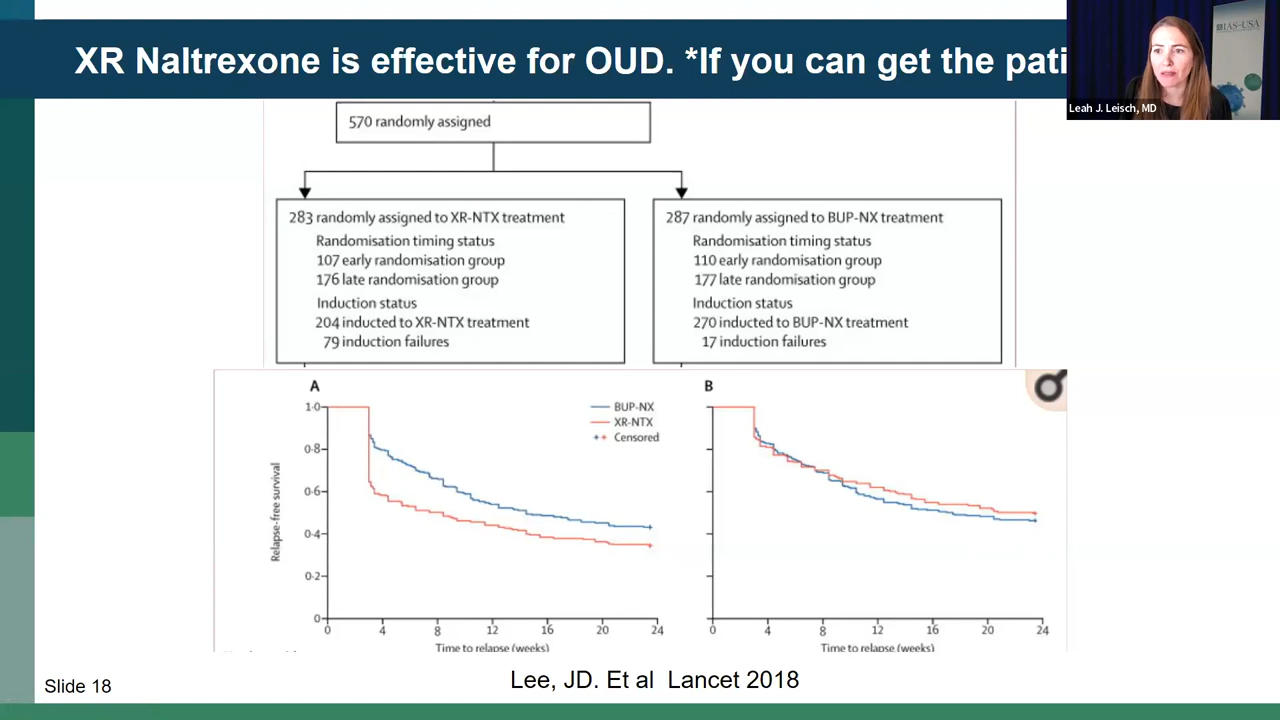 XR Naltrexone is effective for OUD. *If you can get the pati
IAS-USA
Leah J. Leisch, MD
570 randomly assigned
283 randomly assigned to XR-NTX treatment
Randomisation timing status
107 early randomisation group
176 late randomisation group
Induction status
204 inducted to XR-NTX treatment
79 induction failures
287 randomly assigned to BUP-NX treatment
Randomisation timing status
110 early randomisation group
177 late randomisation group
Induction status
270 inducted to BUP-NX treatment
17 induction failures
A
BUP-NX
XR-NTX
Censored
1·0
0·8
0·6
0·4
0·2
0
Relapse-free survival
0 4 8 12 16 20 24
Time to relapse (weeks)
B
0 4 8 12 16 20 24
Time to relapse (weeks)
Lee, JD. Et al Lancet 2018
Slide 18